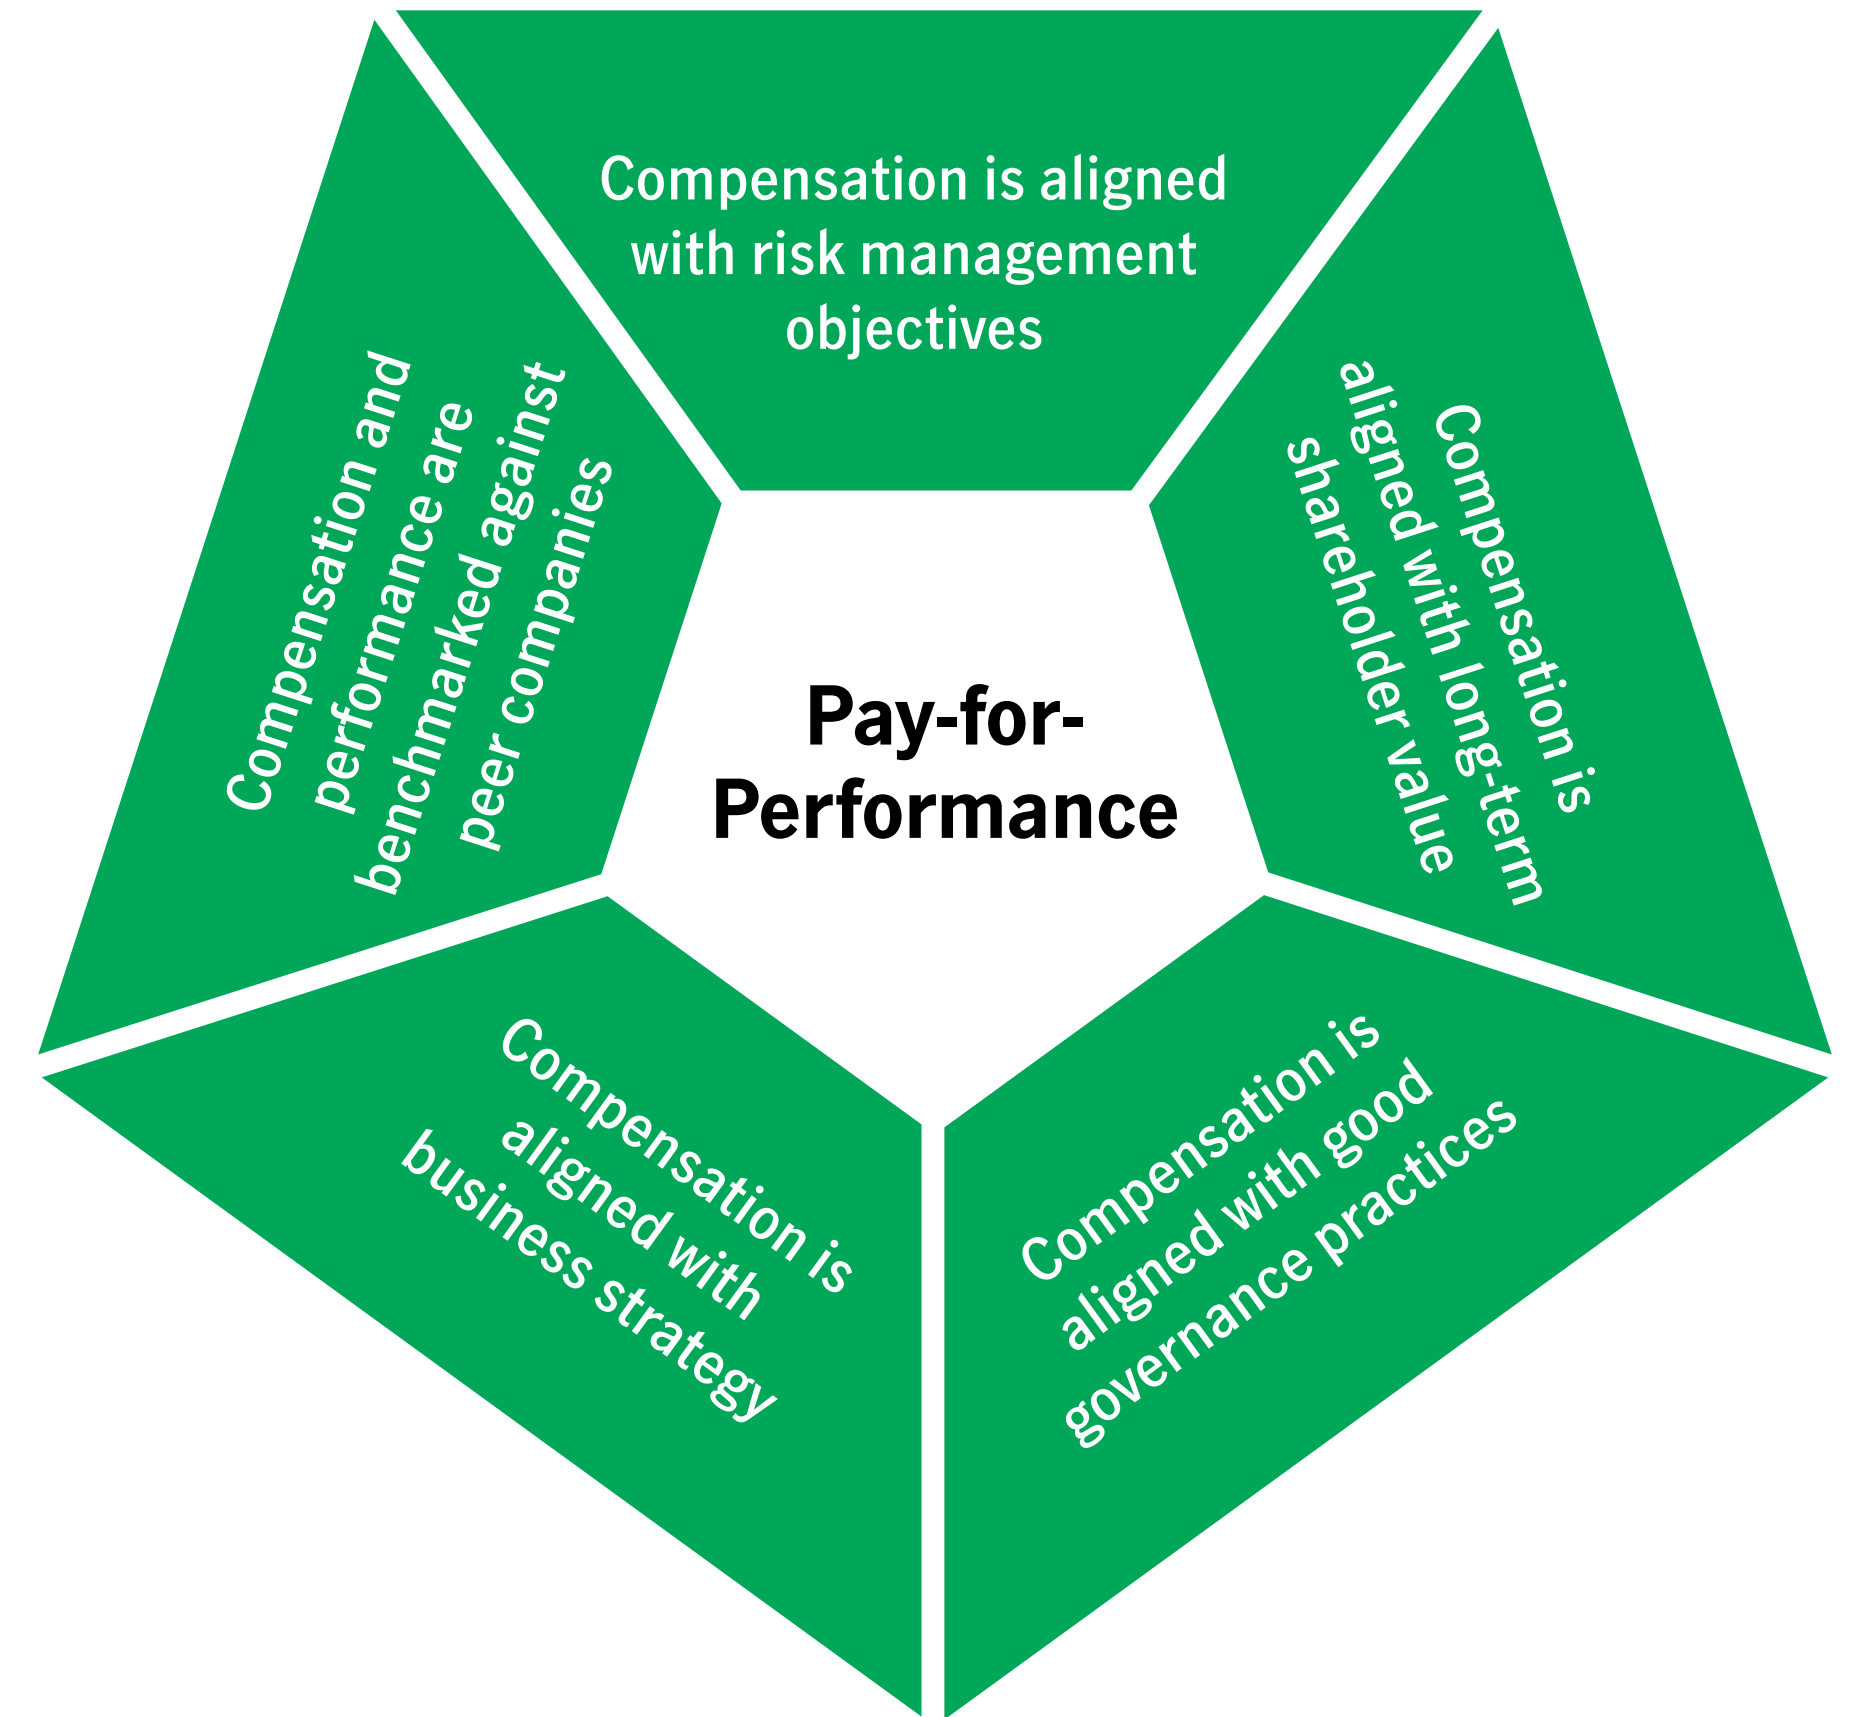 Compensation is aligned
with risk management
objectives
Compensation is
aligned with long-term
shareholder value
Compensation is
aligned with good
governance practices
Compensation is
aligned with
business strategy
Compensation and
performance are
benchmarked against
peer companies
Pay-for-
Performance